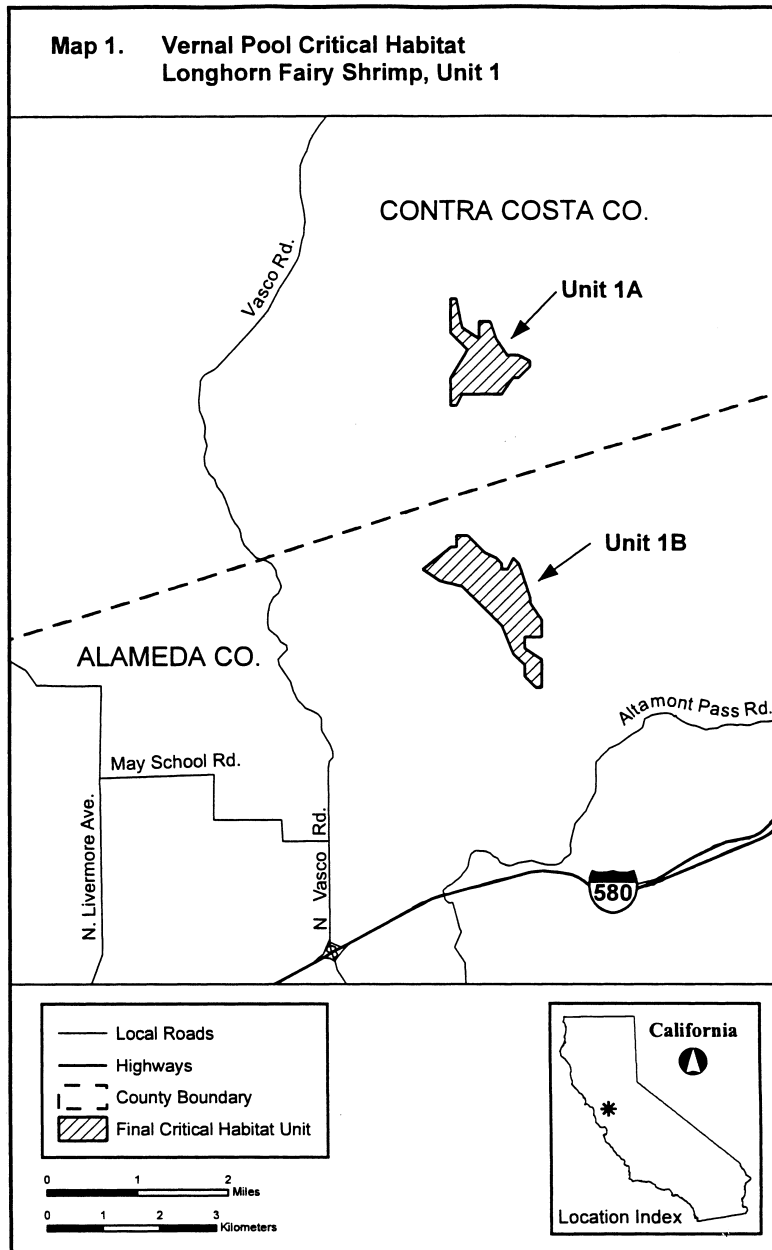 Map 1. Vernal Pool Critical Habitat
Longhorn Fairy Shrimp, Unit 1
CONTRA COSTA CO.
Vasco Rd.
Unit 1A
Unit 1B
ALAMEDA CO.
Altamont Pass Rd.
May School Rd.
N. Livermore Ave.
N Vasco Rd.
580
Local Roads
Highways
County Boundary
Final Critical Habitat Unit
0 1 2
Miles
0 1 2 3
Kilometers
California
Location Index